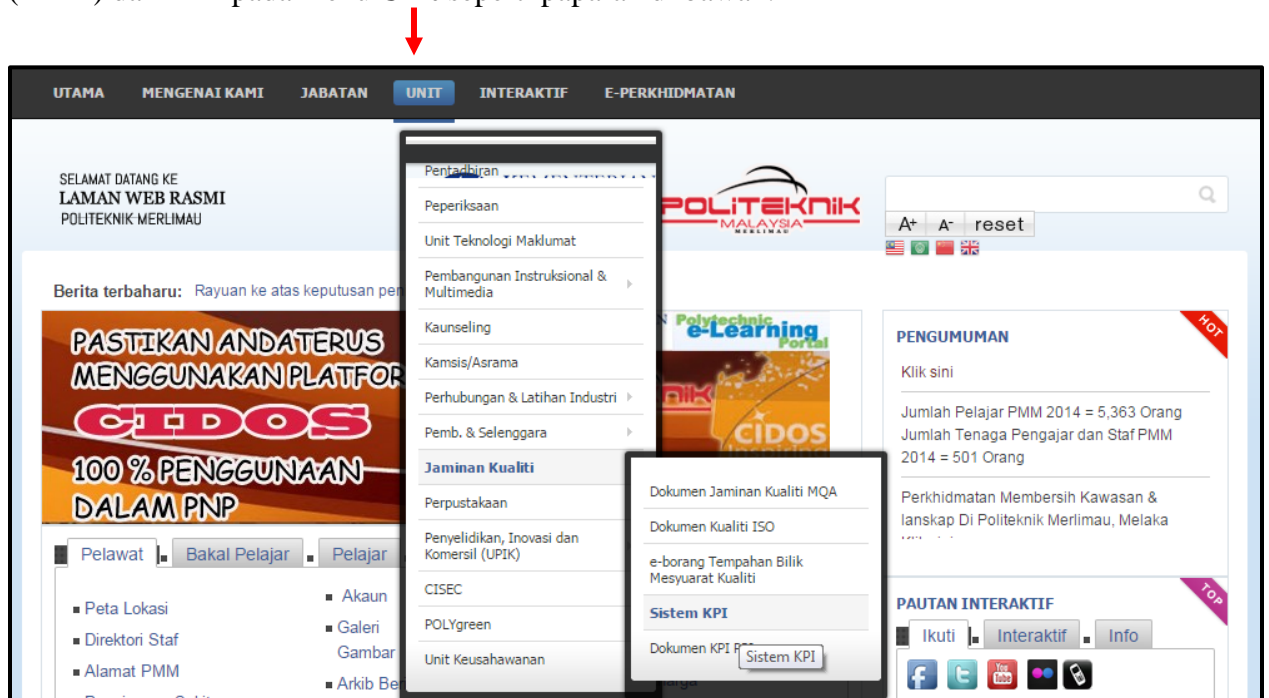 UTAMA MENGENAI KAMI JABATAN UNIT INTERAKTIF E-PERKHIDMATAN
SELAMAT DATANG KE
LAMAN WEB RASMI
POLITEKNIK MERLIMAU
POLITEKNIK
MALAYSIA
MERLIMAU
A+ A- reset
Berita terbaharu: Rayuan ke atas keputusan
PASTIKAN ANDA TERUS
MENGGUNAKAN
CIDOS
100 % PENGGUNAAN
DALAM PNP
Pelawat Bakal Pelajar Pelajar
Peta Lokasi
Direktori Staf
Alamat PMM
Akaun
Galeri
Gambar
Arkib
Pentadbiran
Peperiksaan
Unit Teknologi Maklumat
Pembangunan Instruksional &
Multimedia
Kaunseling
Kamsis/Asrama
Perhubungan & Latihan Industri
Pemb. & Selenggara
Jaminan Kualiti
Perpustakaan
Penyelidikan, Inovasi dan
Komersil (UPIK)
CISEC
POLYgreen
Unit Keusahawanan
Polytechnic
e-Learning
Portal
CIDOS
Dokumen Jaminan Kualiti MQA
Dokumen Kualiti ISO
e-borang Tempahan Bilik
Mesyuarat Kualiti
Sistem KPI
Dokumen KPI
Sistem KPI
PENGUMUMAN
HOT
Klik sini
Jumlah Pelajar PMM 2014 = 5,363 Orang
Jumlah Tenaga Pengajar dan Staf PMM
2014 = 501 Orang
Perkhidmatan Membersih Kawasan &
lanskap Di Politeknik Merlimau, Melaka
PAUTAN INTERAKTIF
TOP
Ikuti Interaktif Info
You
Tube